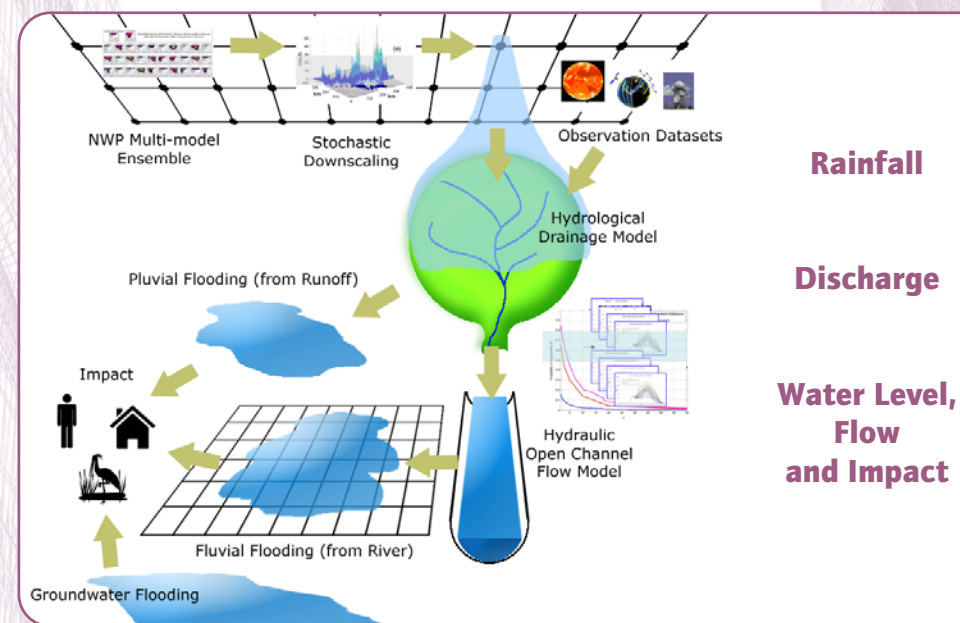 NWP Multi-model
Ensemble
Stochastic
Downscaling
Observation Datasets
Rainfall
Hydrological
Drainage Model
Pluvial Flooding (from Runoff)
Discharge
Impact
Water Level,
Flow
and Impact
Hydraulic
Open Channel
Flow Model
Fluvial Flooding (from River)
Groundwater Flooding